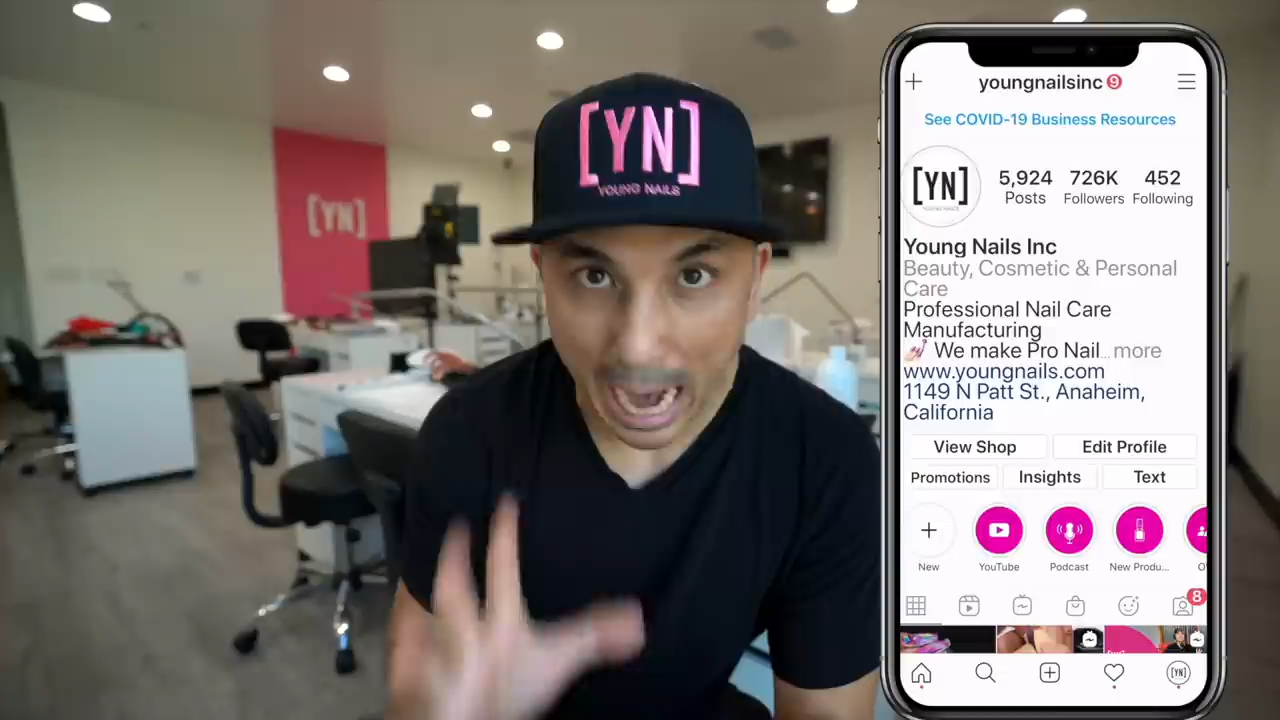 [YN]
YOUNG NAILS
[YN]
youngnailsinc 9
See COVID-19 Business Resources
[YN]
5,924 726K 452
Posts Followers Following
Young Nails Inc
Beauty, Cosmetic & Personal
Care
Professional Nail Care
Manufacturing
💅🏼 We make Pro Nail... more
www.youngnails.com
1149 N Patt St., Anaheim,
California
View Shop Edit Profile
Promotions Insights Text
New YouTube Podcast New Produ...
8
[YN]